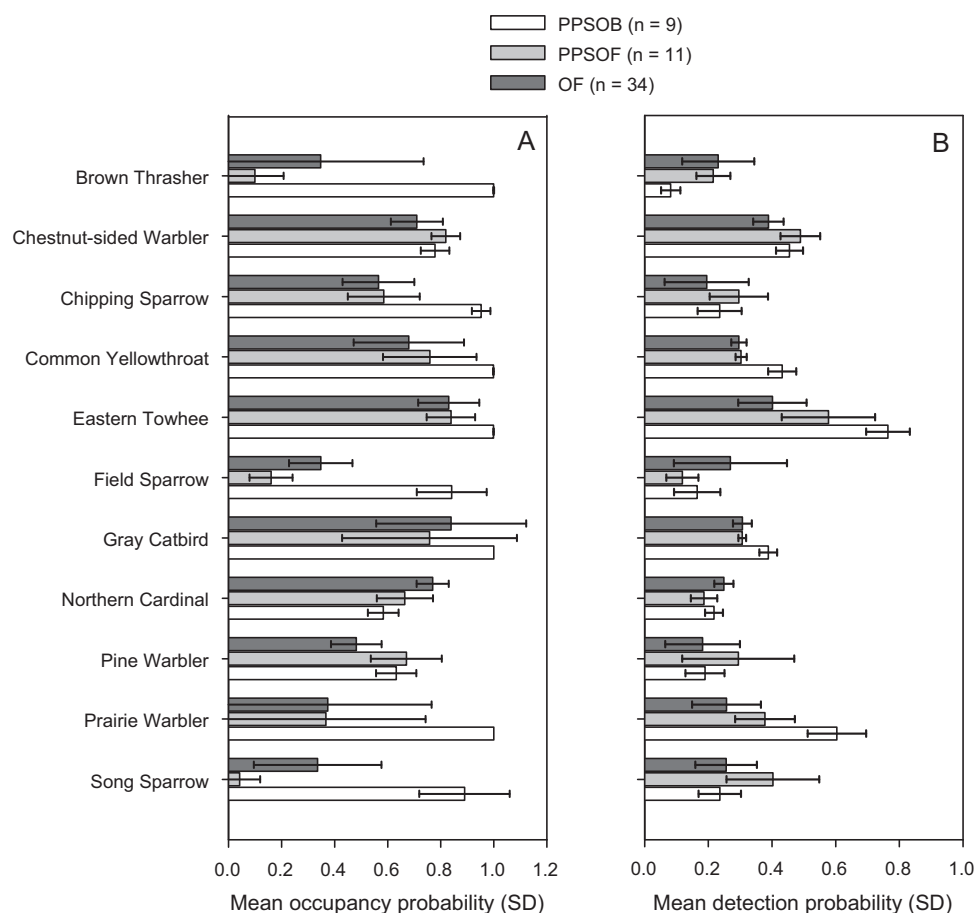 PPSOB (n = 9)
PPSOF (n = 11)
OF (n = 34)
A
B
Brown Thrasher
Chestnut-sided Warbler
Chipping Sparrow
Common Yellowthroat
Eastern Towhee
Field Sparrow
Gray Catbird
Northern Cardinal
Pine Warbler
Prairie Warbler
Song Sparrow
0.0 0.2 0.4 0.6 0.8 1.0 1.2
0.0 0.2 0.4 0.6 0.8 1.0
Mean occupancy probability (SD)
Mean detection probability (SD)